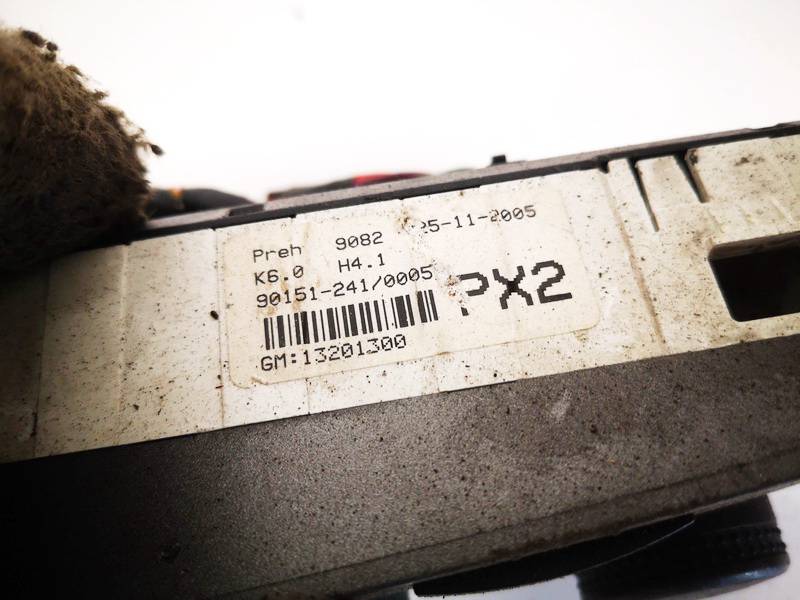 Preh 9082 25-11-2005
K6.0 H4.1
90151-241/0005
PX2
GM:13201300